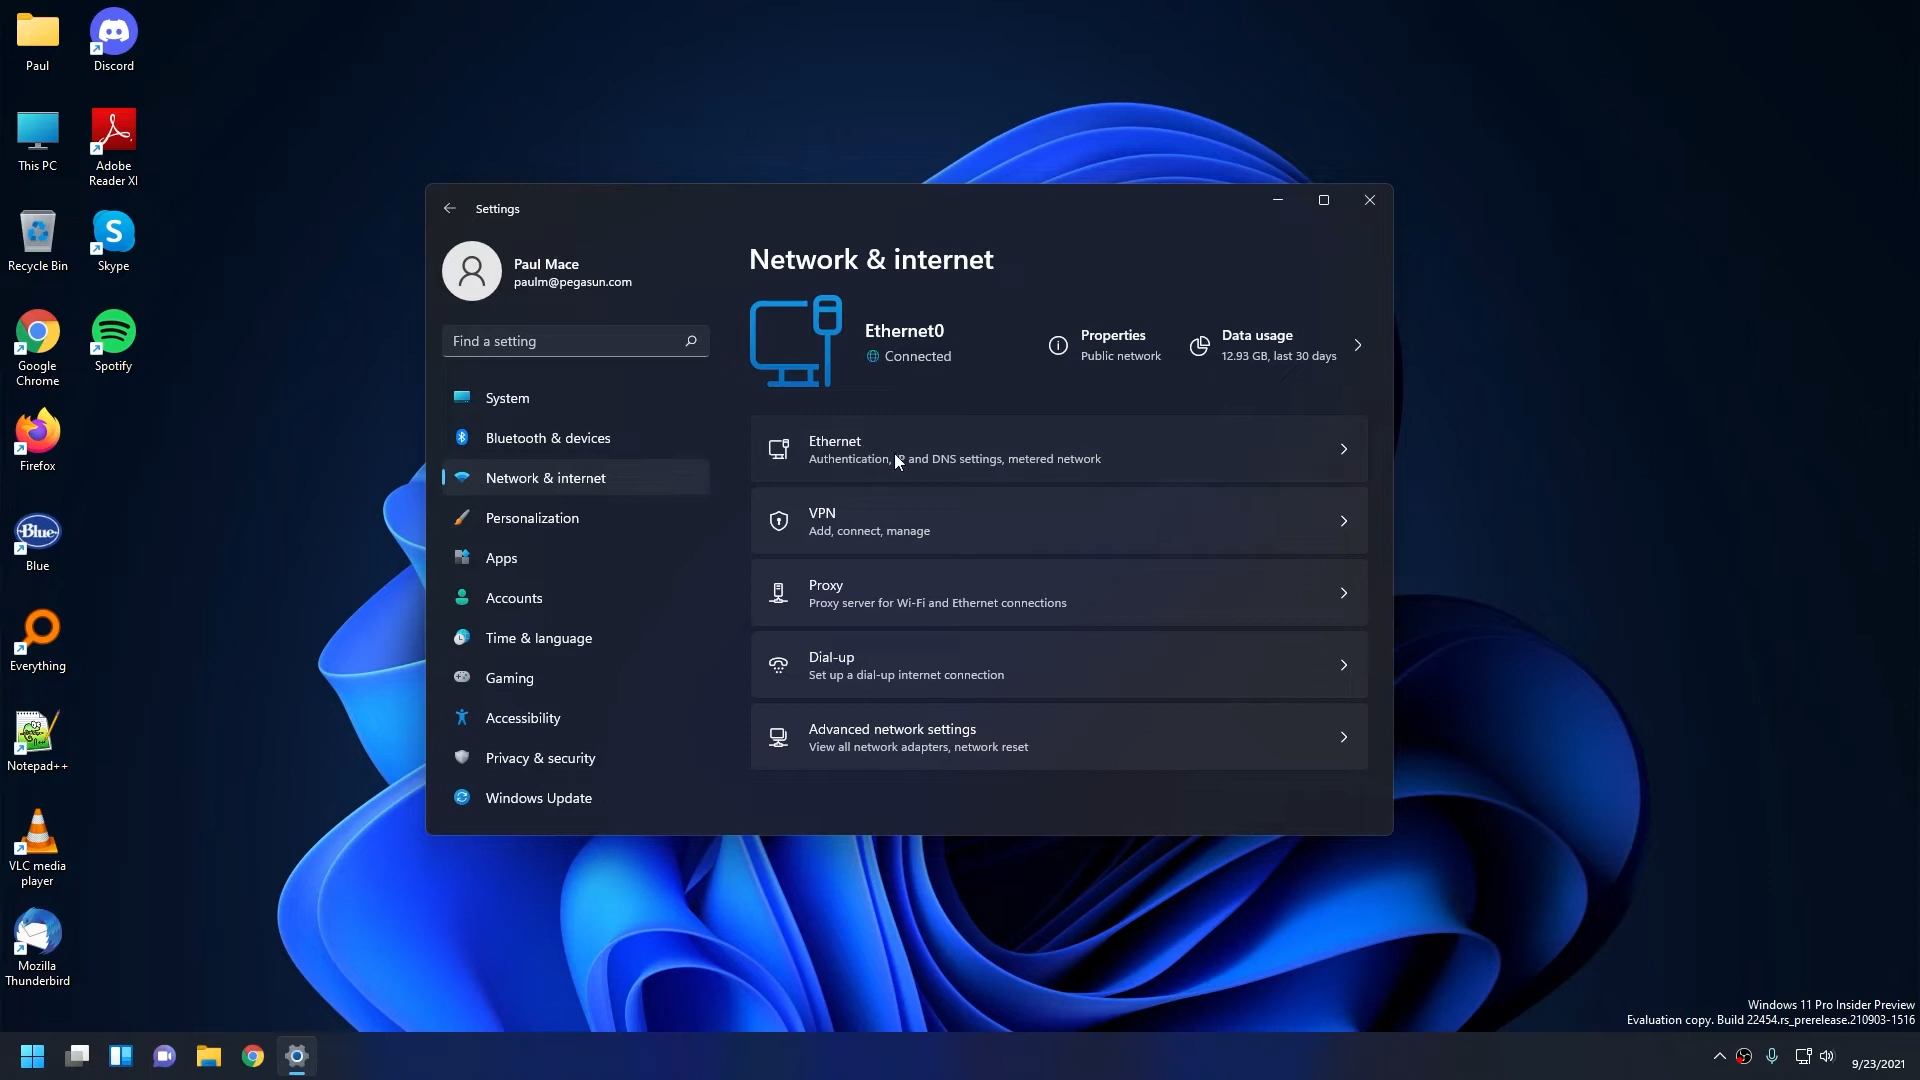 Paul
Discord
This PC
Adobe
Reader XI
Recycle Bin
Skype
Google
Chrome
Spotify
Firefox
Blue
Blue
Everything
Notepad++
VLC media
player
Mozilla
Thunderbird
Settings
Paul Mace
paulm@pegasun.com
Find a setting
System
Bluetooth & devices
Network & internet
Personalization
Apps
Accounts
Time & language
Gaming
Accessibility
Privacy & security
Windows Update
Network & internet
Ethernet0
Connected
Properties
Public network
Data usage
12.93 GB, last 30 days
Ethernet
Authentication, IP and DNS settings, metered network
VPN
Add, connect, manage
Proxy
Proxy server for Wi-Fi and Ethernet connections
Dial-up
Set up a dial-up internet connection
Advanced network settings
View all network adapters, network reset
Windows 11 Pro Insider Preview
Evaluation copy. Build 22454.rs_prerelease.210903-1516
9/23/2021